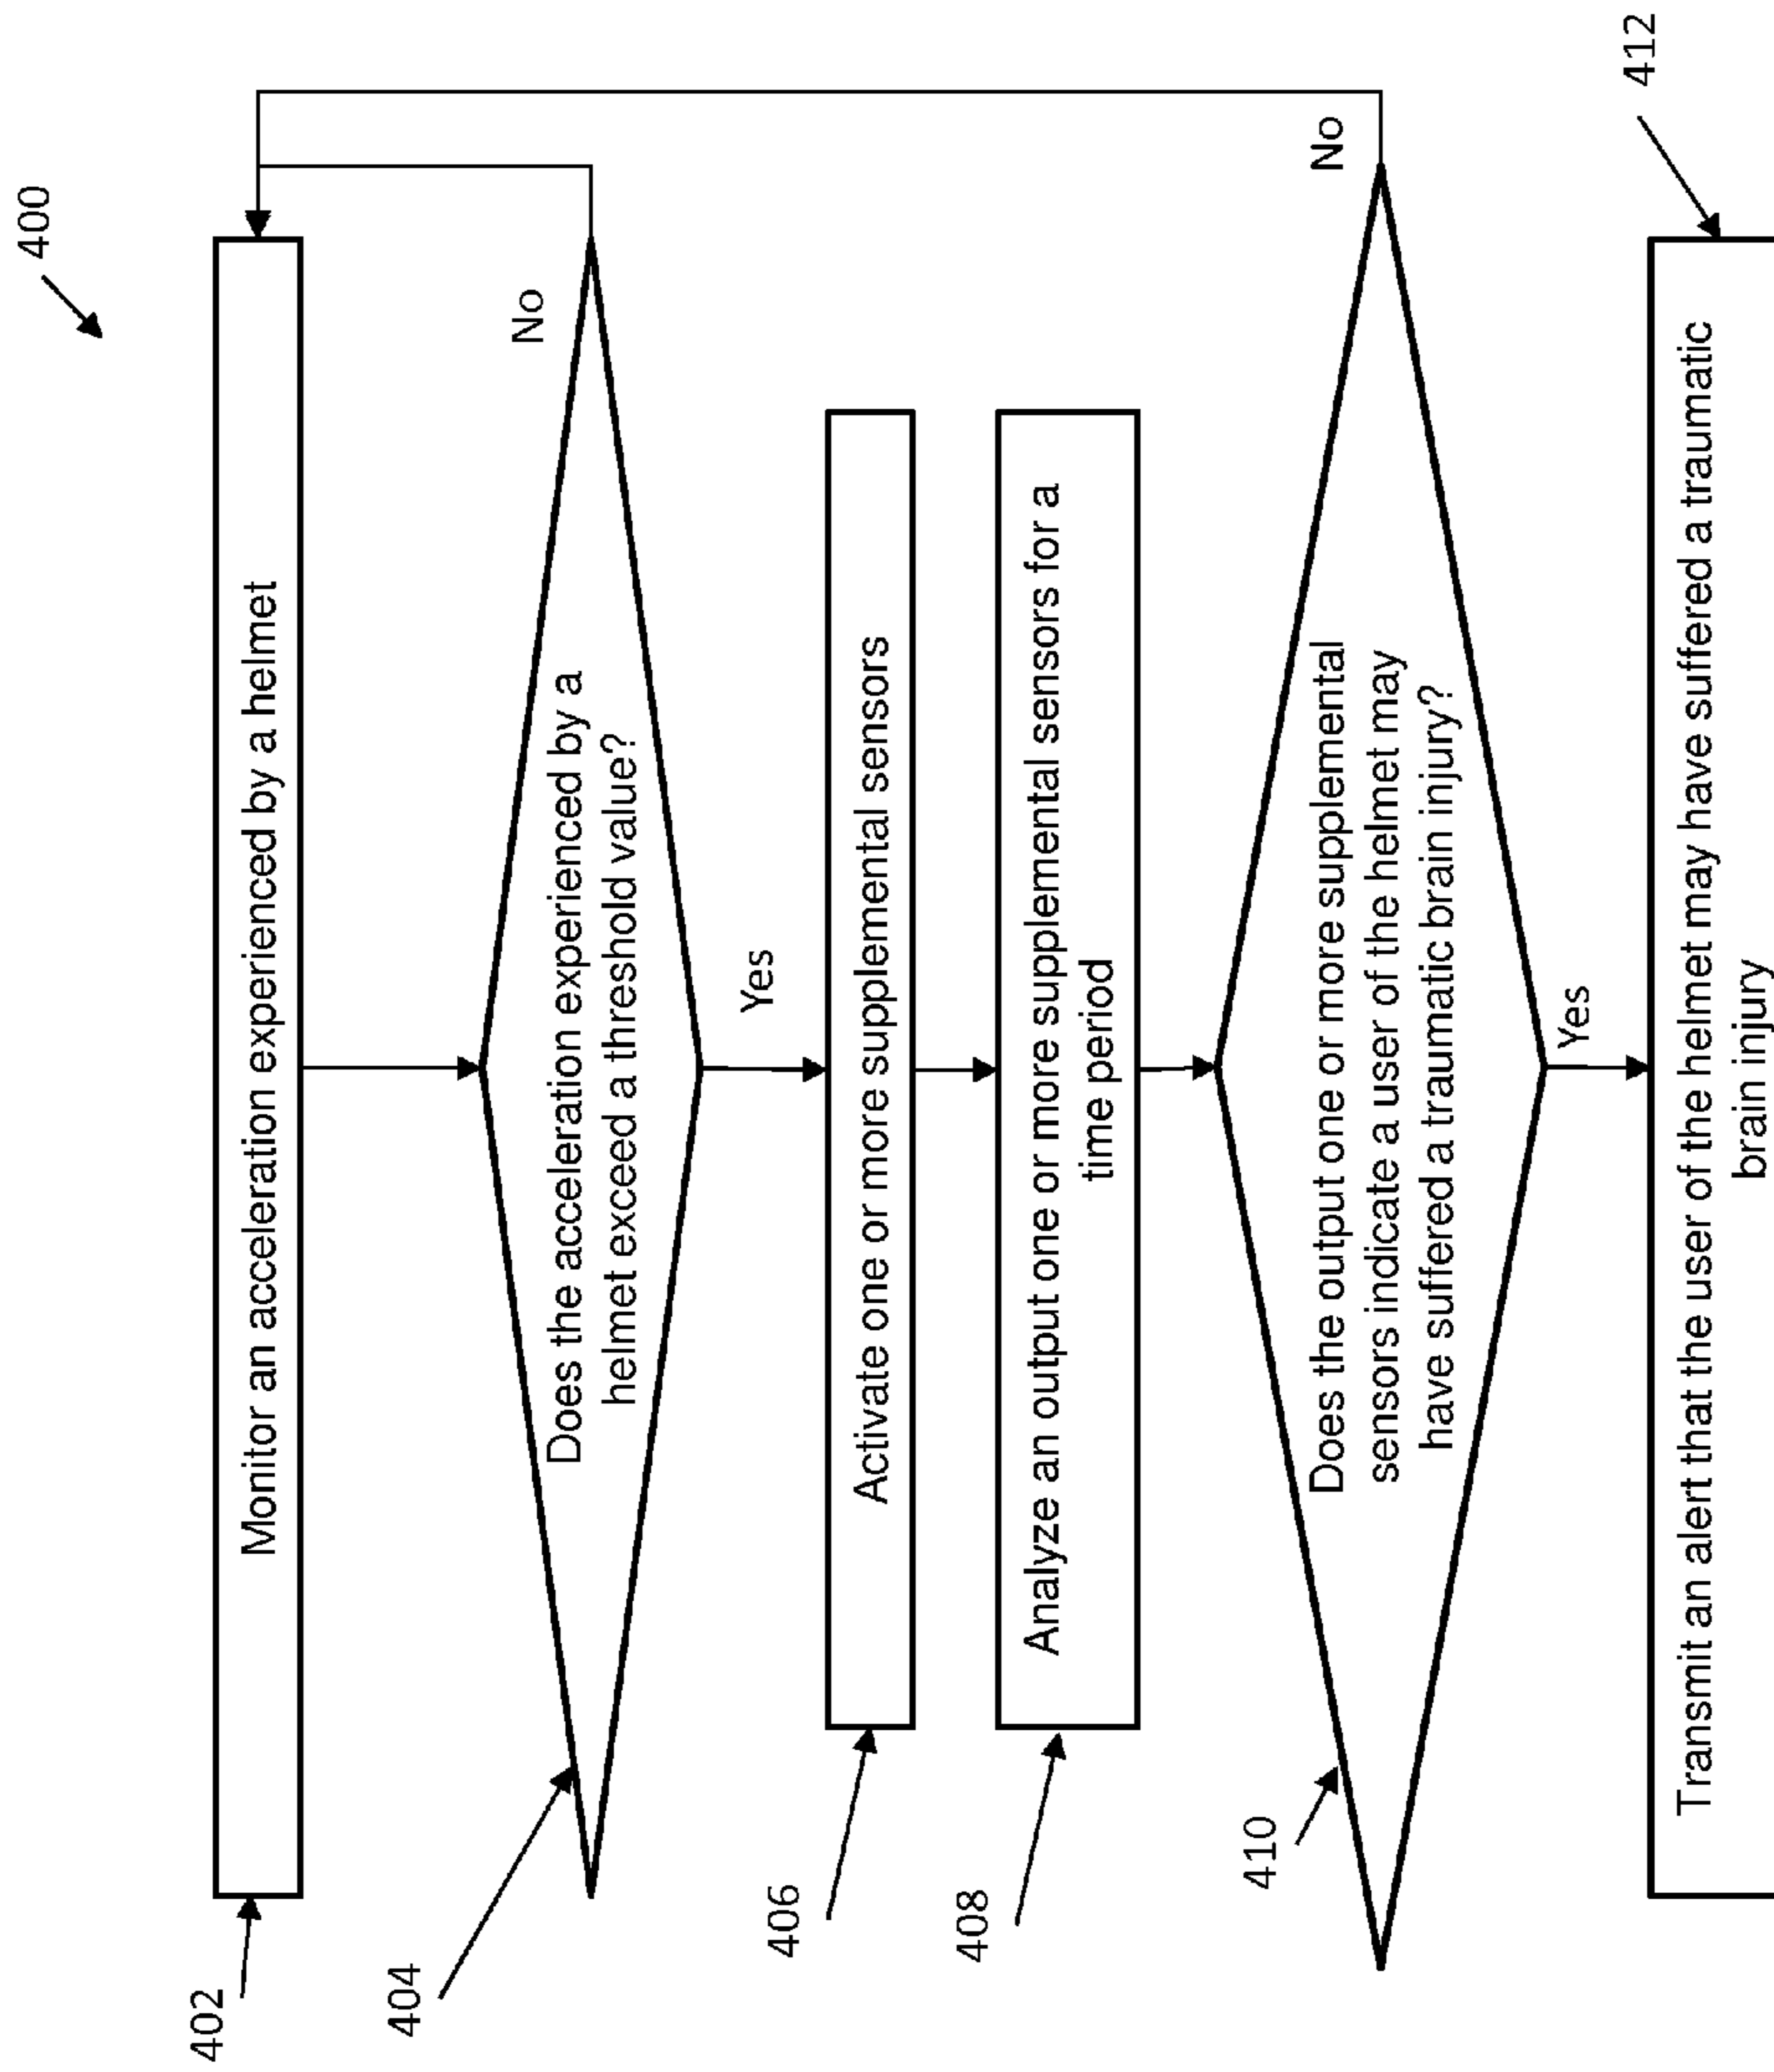 400
402
Monitor an acceleration experienced by a helmet
404
Does the acceleration experienced by a
helmet exceed a threshold value?
No
Yes
406
Activate one or more supplemental sensors
408
Analyze an output one or more supplemental sensors for a
time period
410
Does the output one or more supplemental
sensors indicate a user of the helmet may
have suffered a traumatic brain injury?
No
Yes
412
Transmit an alert that the user of the helmet may have suffered a traumatic
brain injury